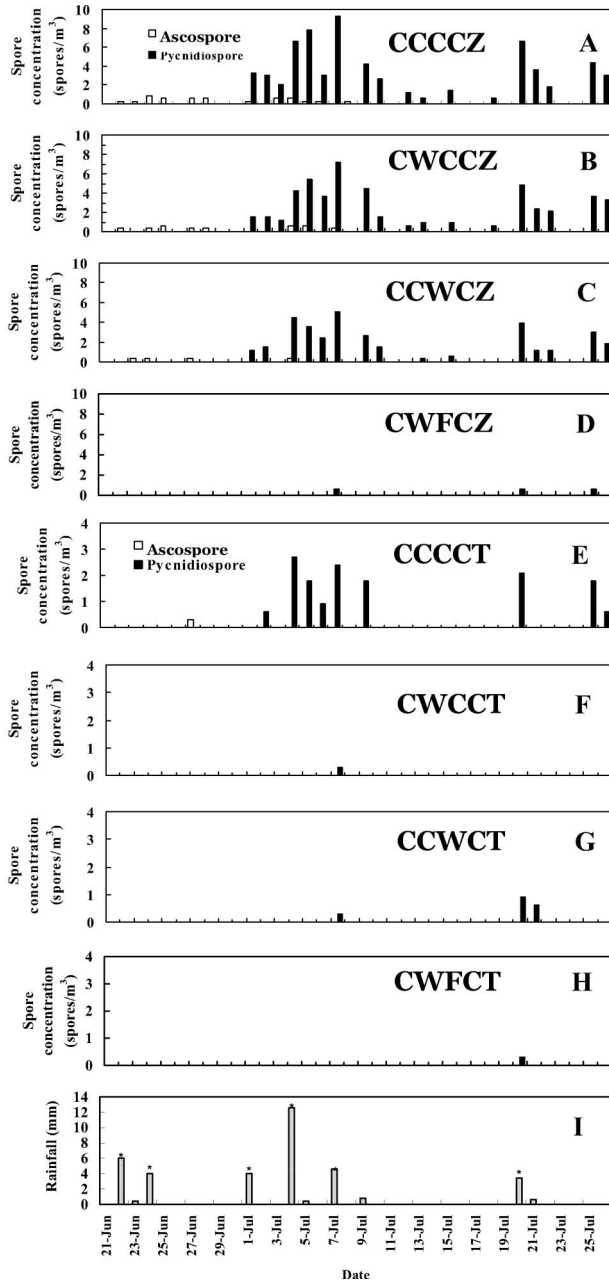 Spore
concentration
(spores/m³)
10
8
6
4
2
0
Ascospore
Pycnidiospore
CCCCZ
A
Spore
concentration
(spores/m³)
10
8
6
4
2
0
CWCCZ
B
Spore
concentration
(spores/m³)
10
8
6
4
2
0
CCWCZ
C
Spore
concentration
(spores/m³)
10
8
6
4
2
0
CWFCZ
D
Spore
concentration
(spores/m³)
4
3
2
1
0
Ascospore
Pycnidiospore
CCCCT
E
Spore
concentration
(spores/m³)
4
3
2
1
0
CWCCT
F
Spore
concentration
(spores/m³)
4
3
2
1
0
CCWCT
G
Spore
concentration
(spores/m³)
4
3
2
1
0
CWFCT
H
Rainfall (mm)
14
12
10
8
6
4
2
0
* * * * * *
I
21-Jun
23-Jun
25-Jun
27-Jun
29-Jun
1-Jul
3-Jul
5-Jul
7-Jul
9-Jul
11-Jul
13-Jul
15-Jul
17-Jul
19-Jul
21-Jul
23-Jul
25-Jul
Date